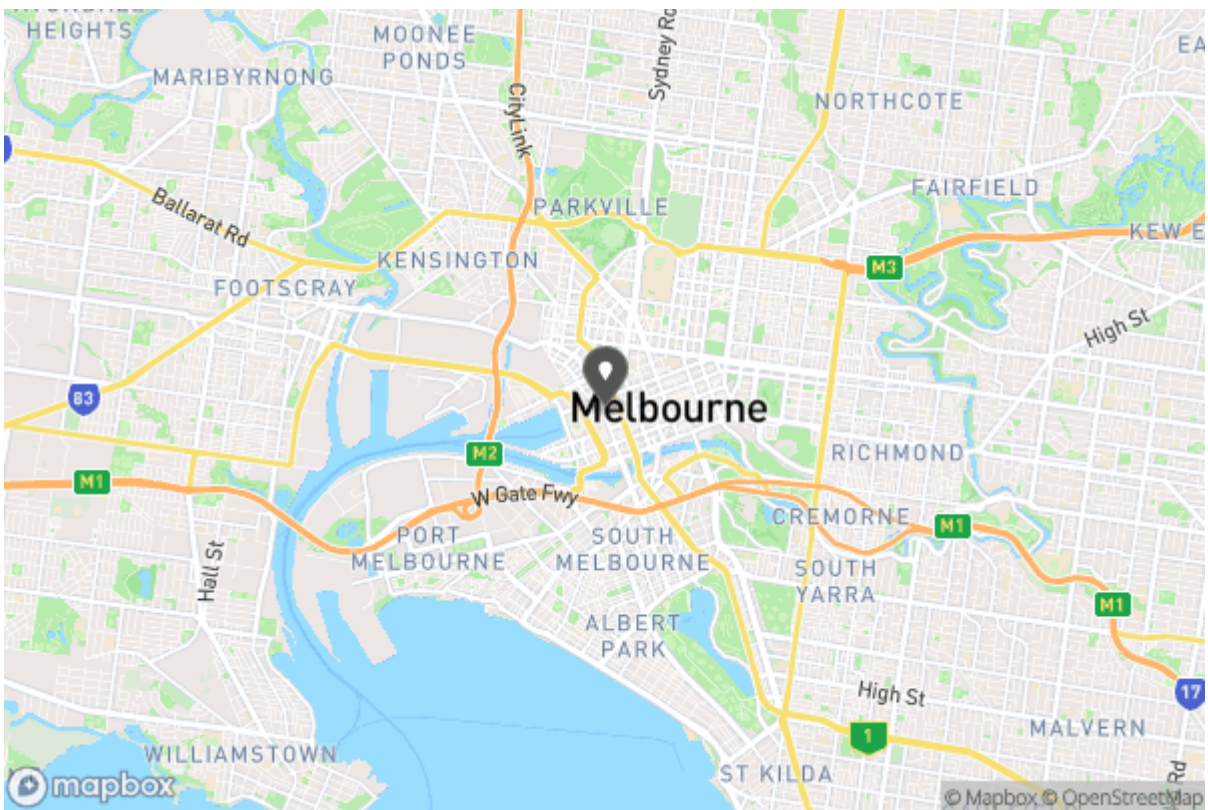 HEIGHTS
MOONEE
PONDS
MARIBYRNONG
CityLink
Sydney Rd
NORTHCOTE
EA
FAIRFIELD
KEW E
Ballarat Rd
PARKVILLE
KENSINGTON
M3
FOOTSCRAY
High St
83
Melbourne
M2
RICHMOND
M1
W Gate Fwy
CREMORNE
M1
PORT
MELBOURNE
SOUTH
MELBOURNE
SOUTH
YARRA
Hall St
M1
ALBERT
PARK
High St
17
1
MALVERN
WILLIAMSTOWN
ST KILDA
Rd
mapbox
© Mapbox © OpenStreetMap